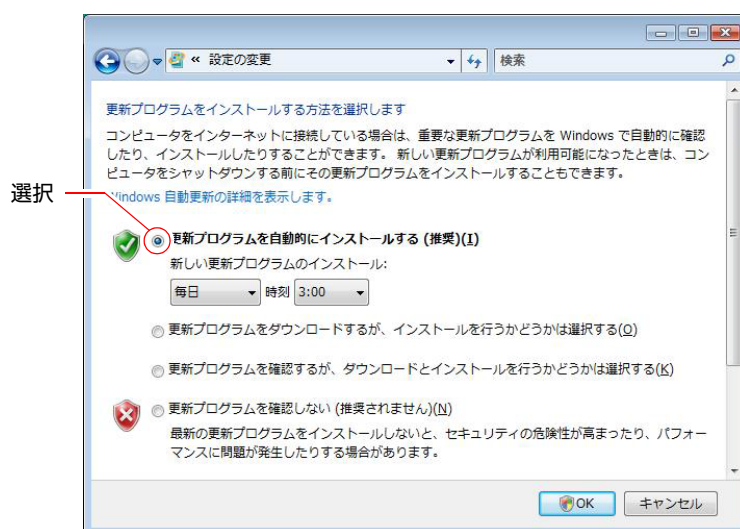 « 設定の変更
検索
更新プログラムをインストールする方法を選択します
コンピュータをインターネットに接続している場合は、重要な更新プログラムを Windows で自動的に確認
したり、インストールしたりすることができます。 新しい更新プログラムが利用可能になったときは、コン
ピュータをシャットダウンする前にその更新プログラムをインストールすることもできます。
選択
Windows 自動更新の詳細を表示します。
更新プログラムを自動的にインストールする (推奨)(I)
新しい更新プログラムのインストール:
毎日 時刻 3:00
更新プログラムをダウンロードするが、インストールを行うかどうかは選択する(O)
更新プログラムを確認するが、ダウンロードとインストールを行うかどうかは選択する(K)
更新プログラムを確認しない (推奨されません)(N)
最新の更新プログラムをインストールしないと、セキュリティの危険性が高まったり、パフォー
マンスに問題が発生したりする場合があります。
OK キャンセル